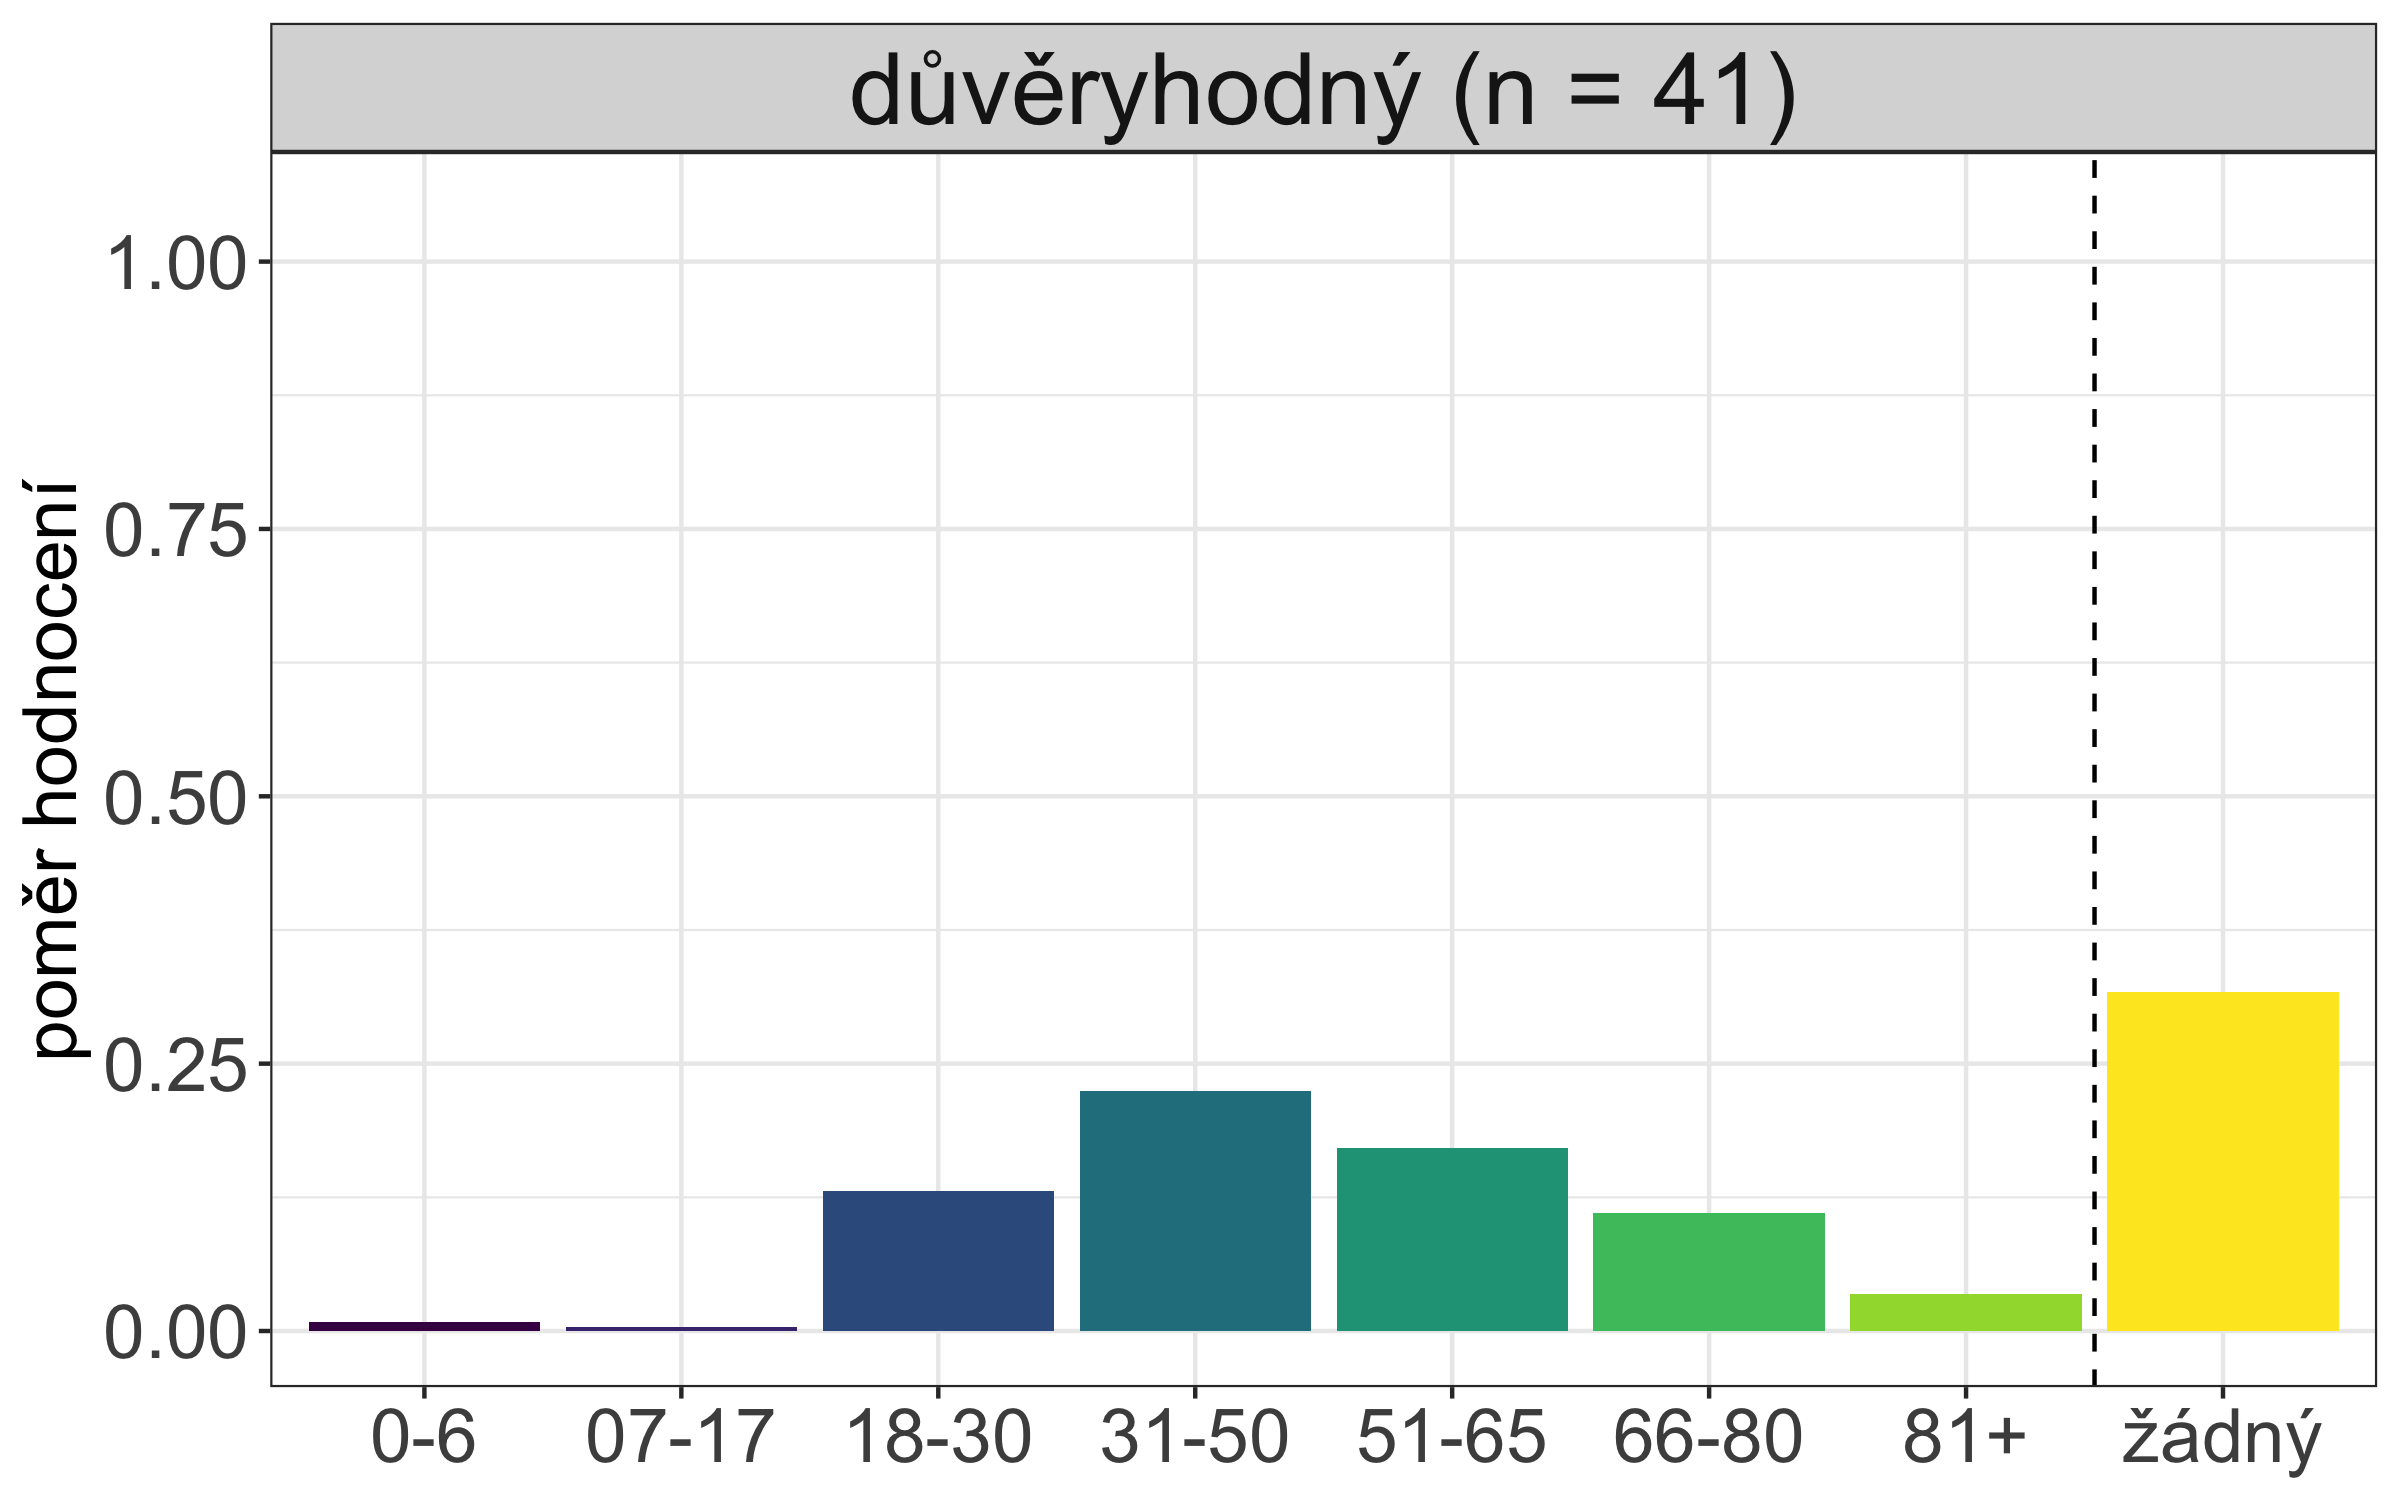 důvěryhodný (n = 41)
poměr hodnocení
1.00
0.75
0.50
0.25
0.00
0-6 07-17 18-30 31-50 51-65 66-80 81+ žádný